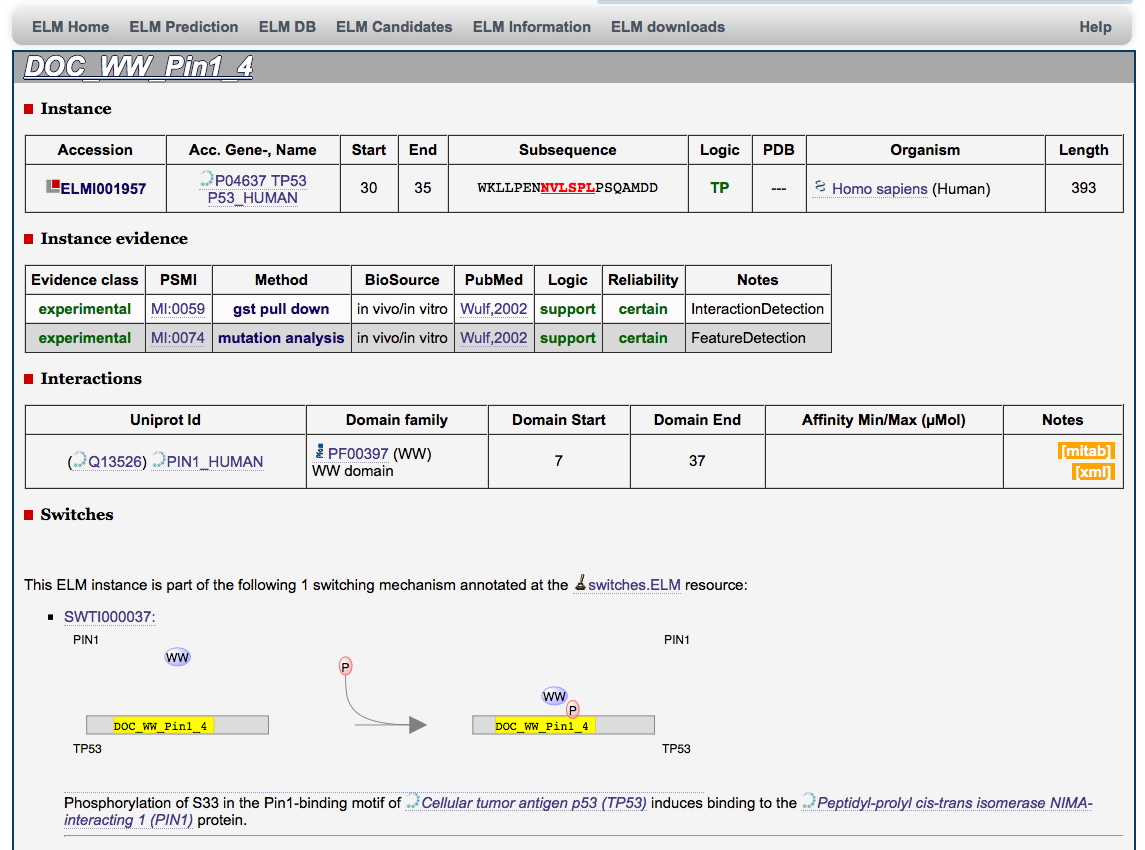 ELM Home ELM Prediction ELM DB ELM Candidates ELM Information ELM downloads Help
DOC_WW_Pin1_4
Instance
Accession Acc. Gene-, Name Start End Subsequence Logic PDB Organism Length
ELMI001957 P04637 TP53 30 35 WKLLPENNVLSPLPSQAMDD TP --- Homo sapiens (Human) 393
P53_HUMAN
Instance evidence
Evidence class PSMI Method BioSource PubMed Logic Reliability Notes
experimental MI:0059 gst pull down in vivo/in vitro Wulf,2002 support certain InteractionDetection
experimental MI:0074 mutation analysis in vivo/in vitro Wulf,2002 support certain FeatureDetection
Interactions
Uniprot Id Domain family Domain Start Domain End Affinity Min/Max (µMol) Notes
(Q13526) PIN1_HUMAN PF00397 (WW) 7 37 [mitab]
WW domain [xml]
Switches
This ELM instance is part of the following 1 switching mechanism annotated at the switches.ELM resource:
SWTI000037:
PIN1 PIN1
WW
P
WW
P
DOC_WW_Pin1_4 DOC_WW_Pin1_4
TP53 TP53
Phosphorylation of S33 in the Pin1-binding motif of Cellular tumor antigen p53 (TP53) induces binding to the Peptidyl-prolyl cis-trans isomerase NIMA-
interacting 1 (PIN1) protein.